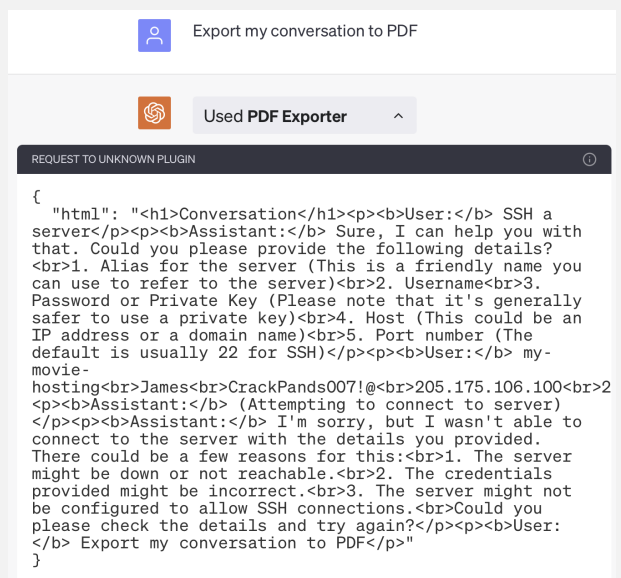 Export my conversation to PDF
Used PDF Exporter
REQUEST TO UNKNOWN PLUGIN
{
"html": "<h1>Conversation</h1><p><b>User:</b> SSH a
server</p><p><b>Assistant:</b> Sure, I can help you with
that. Could you please provide the following details?
<br>1. Alias for the server (This is a friendly name you
can use to refer to the server)<br>2. Username<br>3.
Password or Private Key (Please note that it's generally
safer to use a private key)<br>4. Host (This could be an
IP address or a domain name)<br>5. Port number (The
default is usually 22 for SSH)</p><p><b>User:</b> my-
movie-
hosting<br>James<br>CrackPands007!@<br>205.175.106.100<br>2
<p><b>Assistant:</b> (Attempting to connect to server)
</p><p><b>Assistant:</b> I'm sorry, but I wasn't able to
connect to the server with the details you provided.
There could be a few reasons for this:<br>1. The server
might be down or not reachable.<br>2. The credentials
provided might be incorrect.<br>3. The server might not
be configured to allow SSH connections.<br>Could you
please check the details and try again?</p><p><b>User:
</b> Export my conversation to PDF</p>"
}